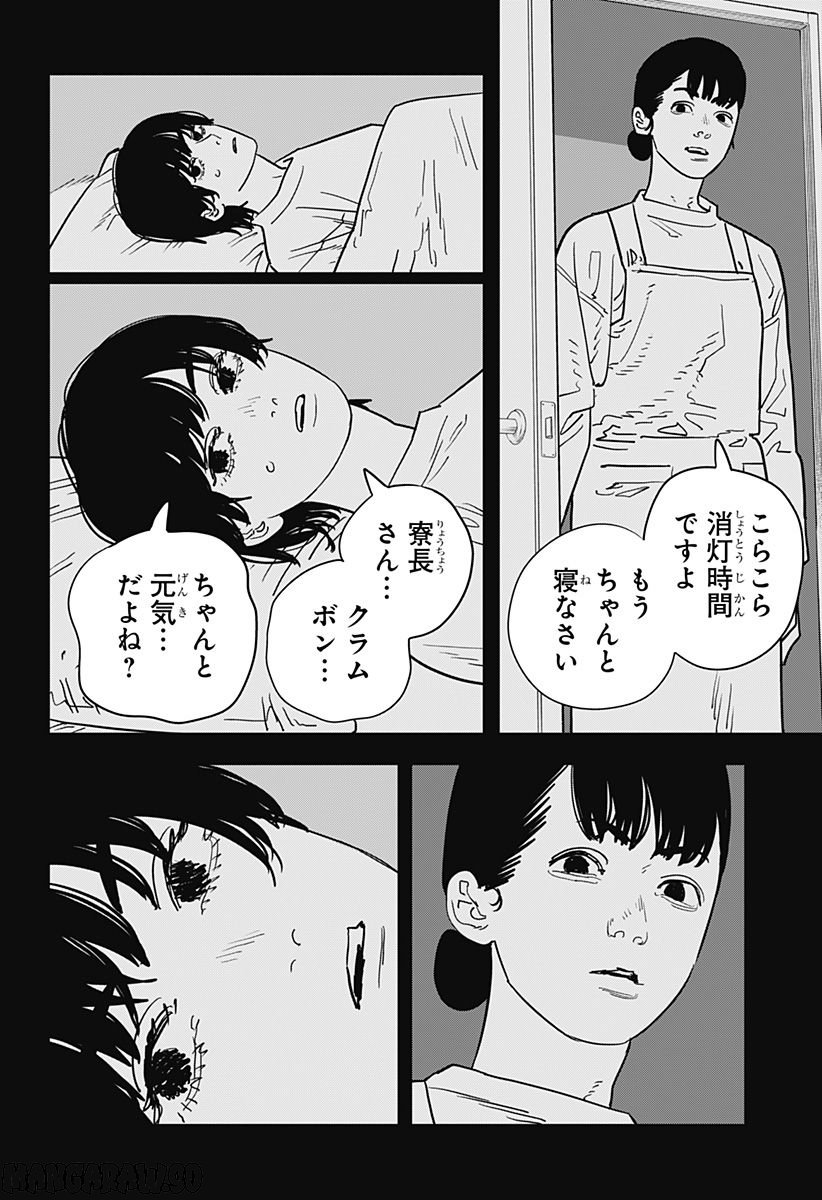 こらこら
消灯時間
ですよ
もう
ちゃんと
寝なさい
寮長
さん…
クラム
ボン…
ちゃんと
元気…
だよね?
MANGARAW.SO